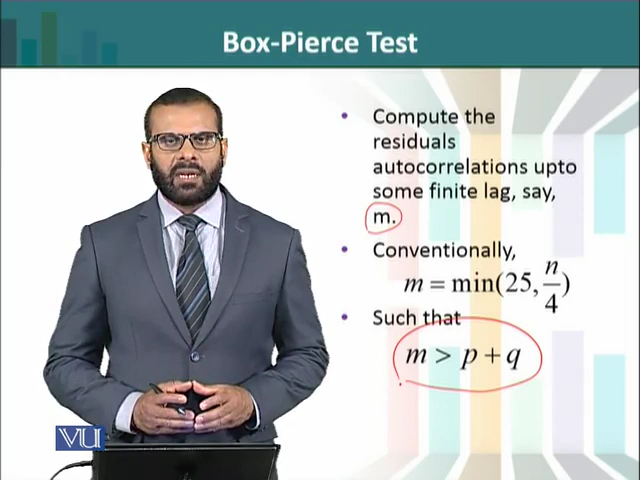 Box-Pierce Test
• Compute the
residuals
autocorrelations upto
some finite lag, say,
m.
• Conventionally,
m = min(25, n/4)
• Such that
m > p + q
VU